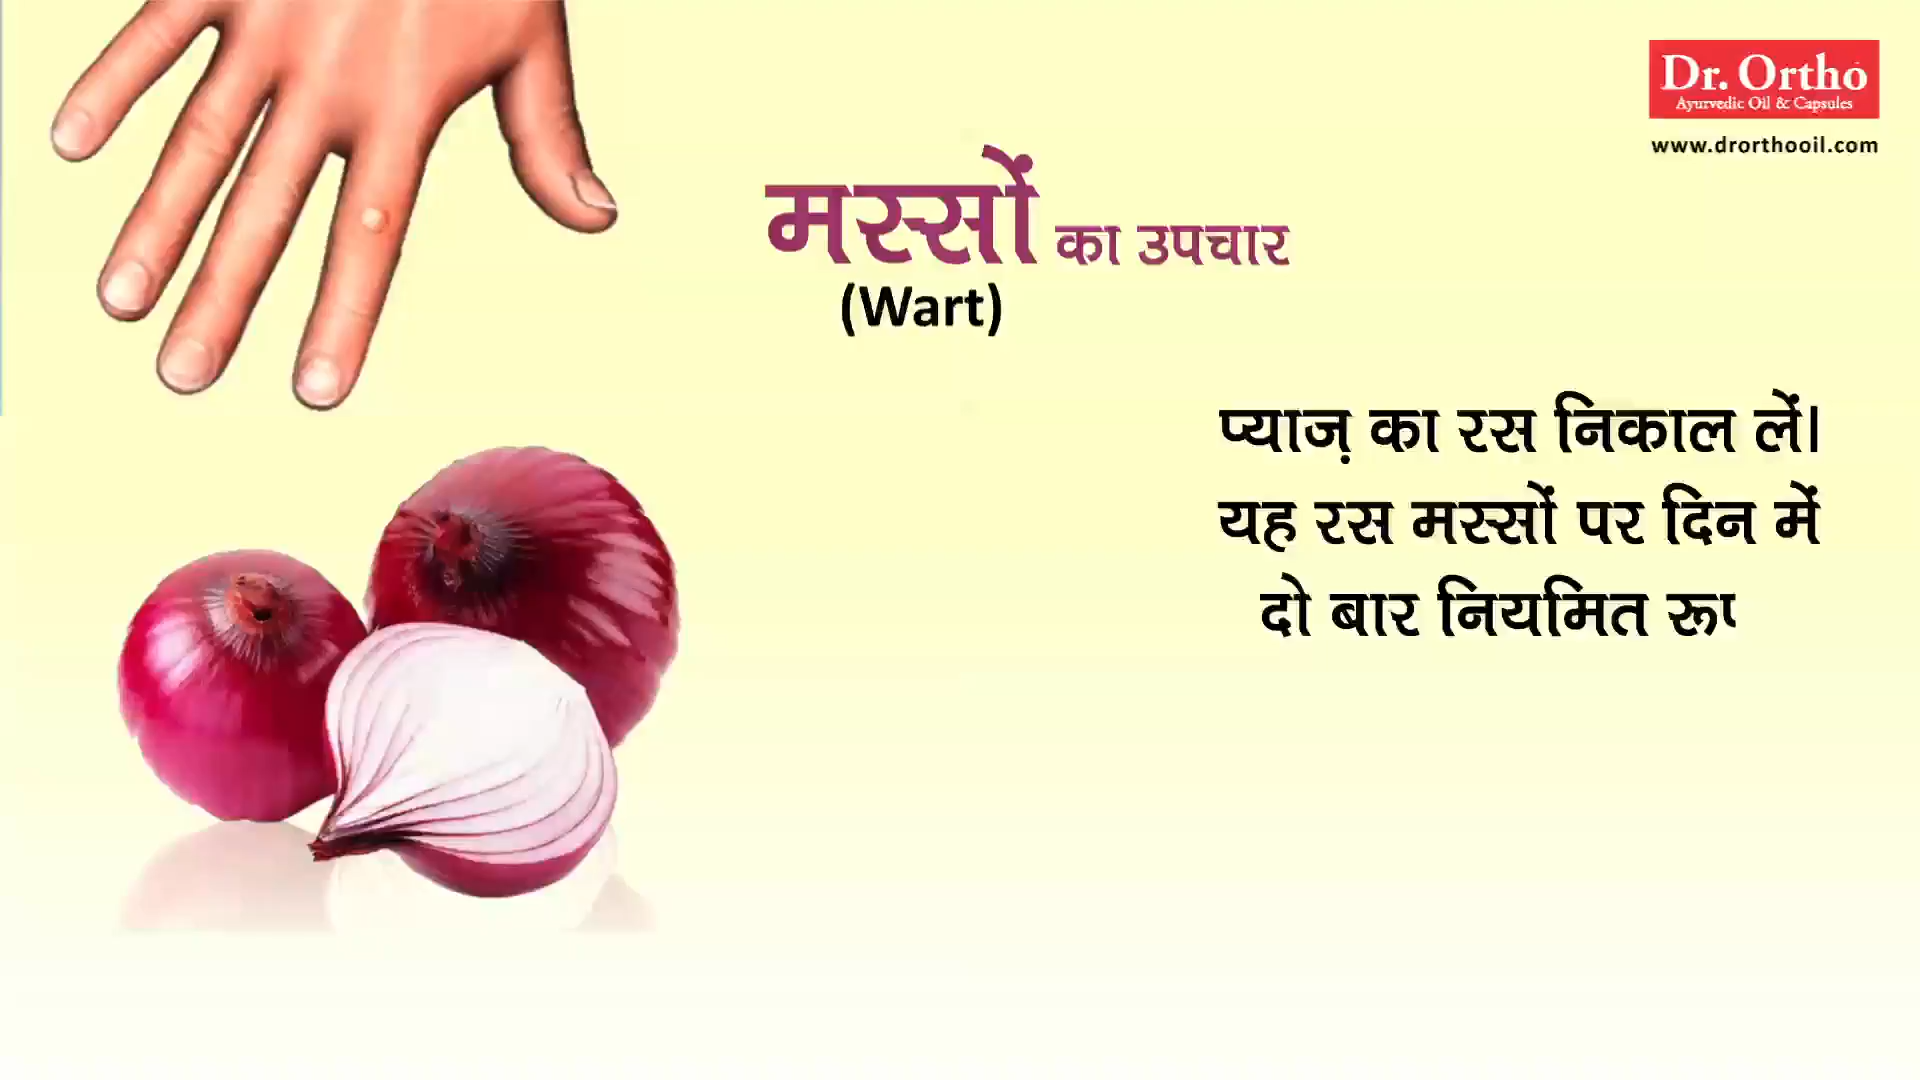 Dr. Ortho
Ayurvedic Oil & Capsules
www.drorthooil.com
मस्सों का उपचार
(Wart)
प्याज़ का रस निकाल लें।
यह रस मस्सों पर दिन में
दो बार नियमित